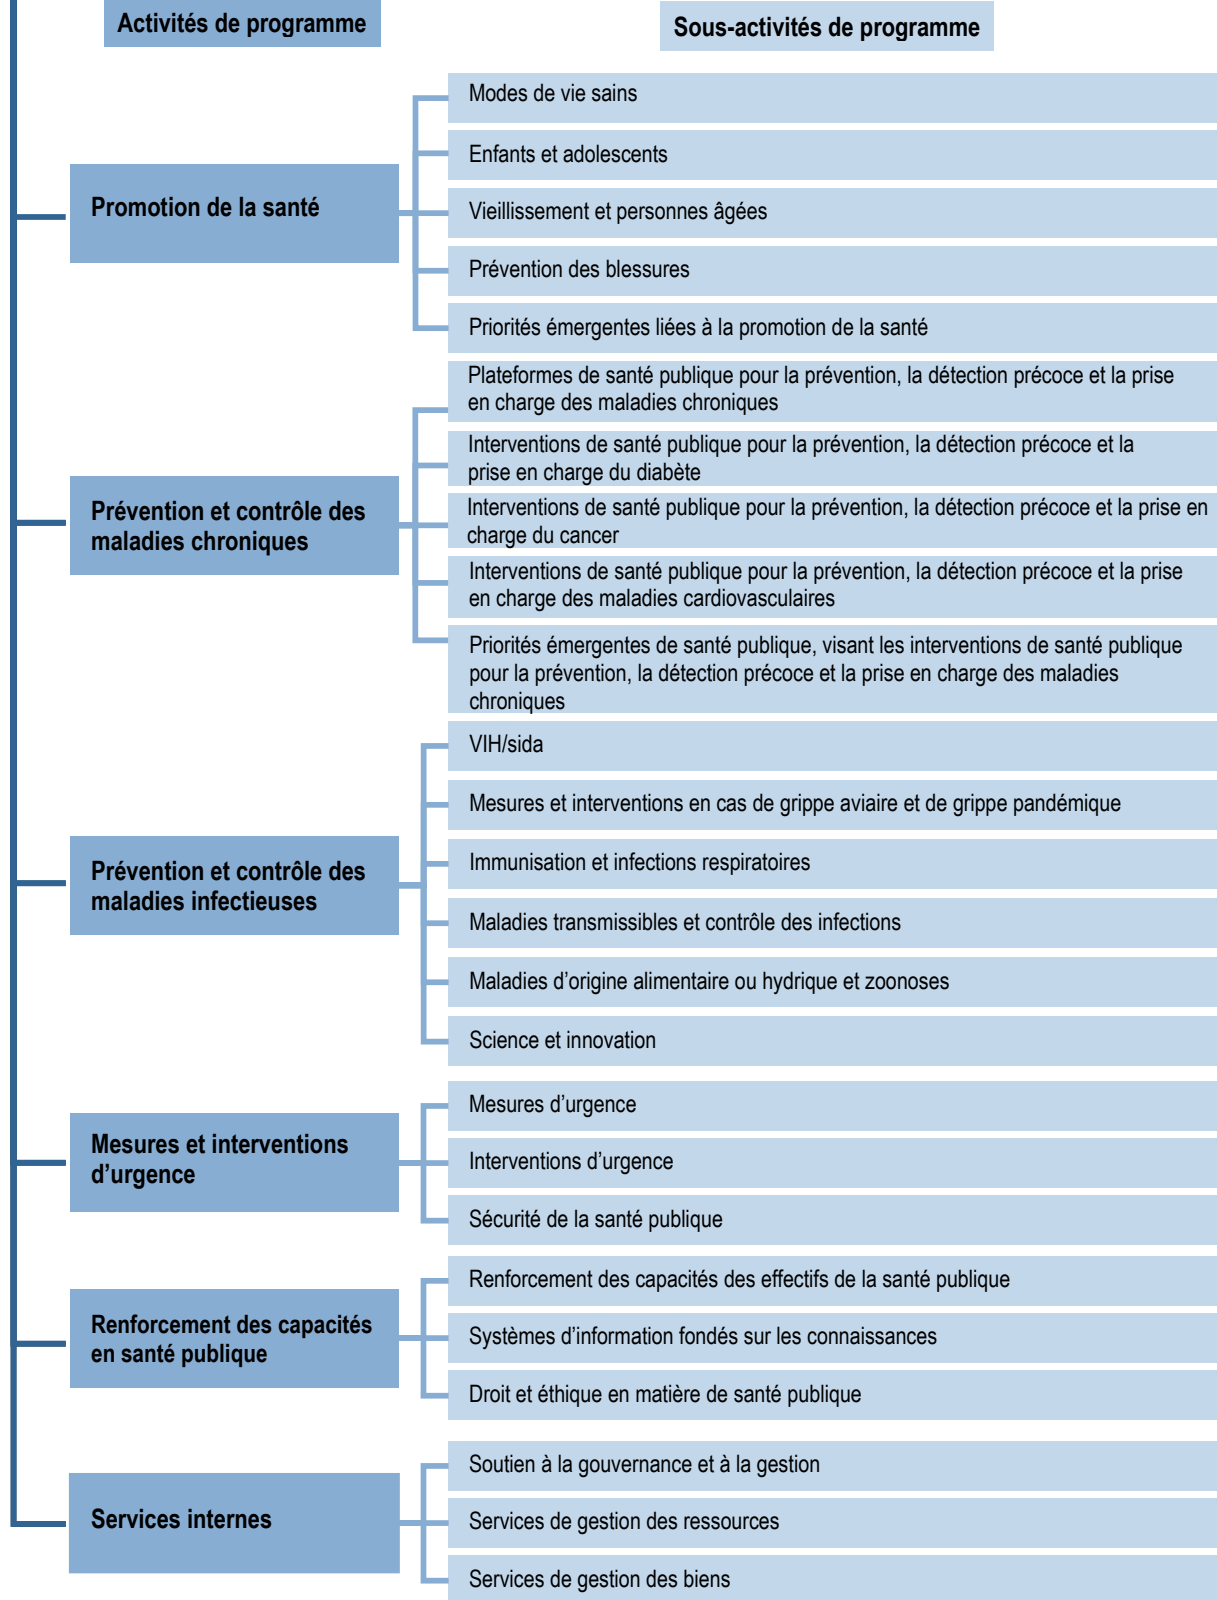 Activités de programme
Sous-activités de programme
Promotion de la santé
Modes de vie sains
Enfants et adolescents
Vieillissement et personnes âgées
Prévention des blessures
Priorités émergentes liées à la promotion de la santé
Prévention et contrôle des
maladies chroniques
Plateformes de santé publique pour la prévention, la détection précoce et la prise
en charge des maladies chroniques
Interventions de santé publique pour la prévention, la détection précoce et la
prise en charge du diabète
Interventions de santé publique pour la prévention, la détection précoce et la prise en
charge du cancer
Interventions de santé publique pour la prévention, la détection précoce et la prise
en charge des maladies cardiovasculaires
Priorités émergentes de santé publique, visant les interventions de santé publique
pour la prévention, la détection précoce et la prise en charge des maladies
chroniques
Prévention et contrôle des
maladies infectieuses
VIH/sida
Mesures et interventions en cas de grippe aviaire et de grippe pandémique
Immunisation et infections respiratoires
Maladies transmissibles et contrôle des infections
Maladies d’origine alimentaire ou hydrique et zoonoses
Science et innovation
Mesures et interventions
d’urgence
Mesures d’urgence
Interventions d’urgence
Sécurité de la santé publique
Renforcement des capacités
en santé publique
Renforcement des capacités des effectifs de la santé publique
Systèmes d’information fondés sur les connaissances
Droit et éthique en matière de santé publique
Services internes
Soutien à la gouvernance et à la gestion
Services de gestion des ressources
Services de gestion des biens